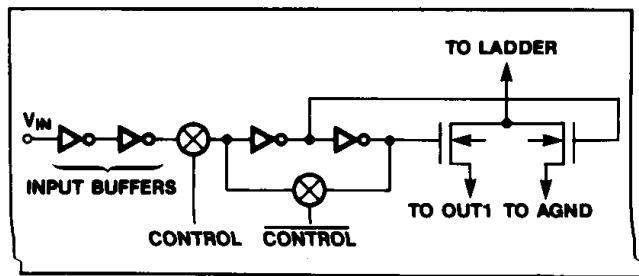 TO LADDER
VIN
INPUT BUFFERS
TO OUT1 TO AGND
CONTROL CONTROL